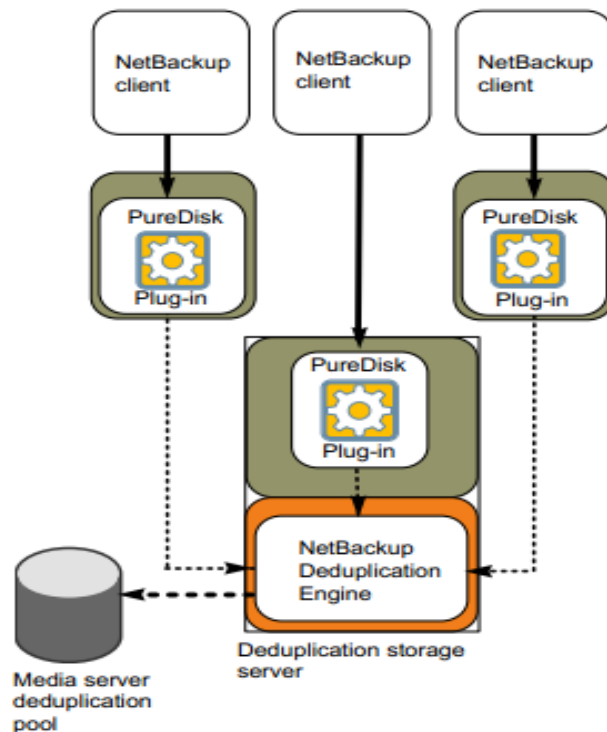 NetBackup
client
NetBackup
client
NetBackup
client
PureDisk
Plug-in
PureDisk
Plug-in
PureDisk
Plug-in
NetBackup
Deduplication
Engine
Deduplication storage
server
Media server
deduplication
pool